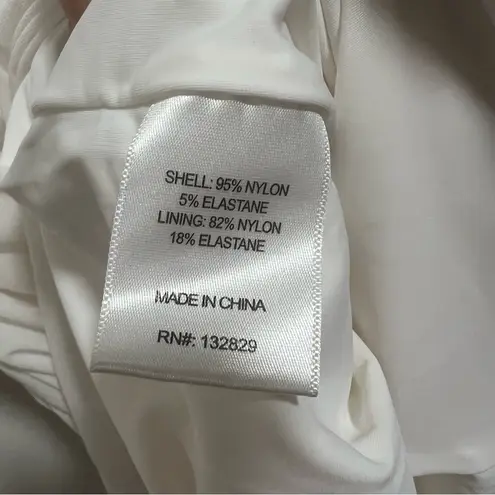 SHELL: 95% NYLON
5% ELASTANE
LINING: 82% NYLON
18% ELASTANE
MADE IN CHINA
RN#: 132829